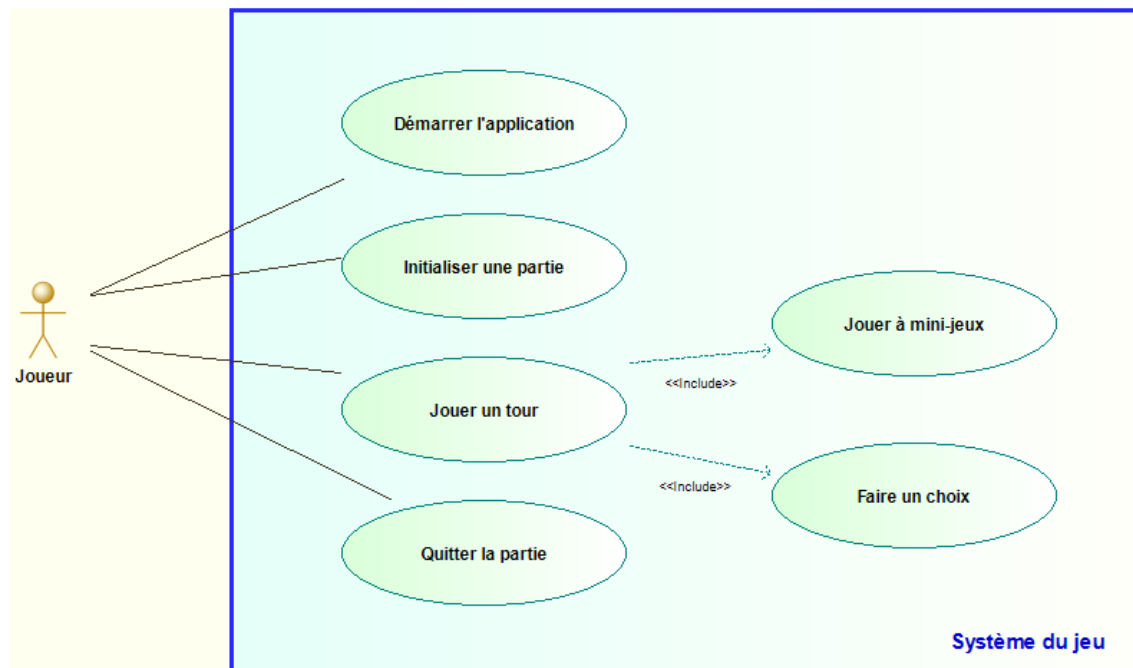 Démarrer l'application
Initialiser une partie
Jouer à mini-jeux
Joueur
<<Include>>
Jouer un tour
<<Include>>
Faire un choix
Quitter la partie
Système du jeu